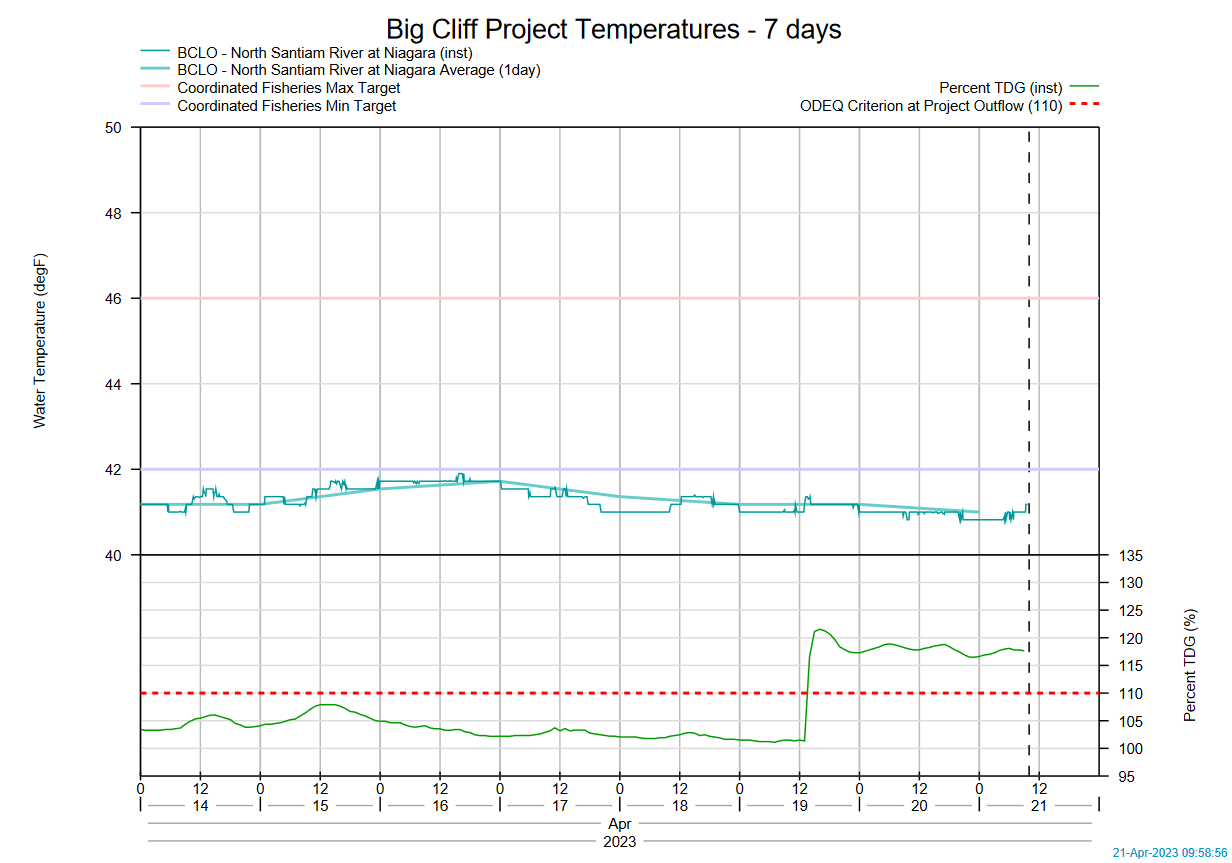 Big Cliff Project Temperatures - 7 days
BCLO - North Santiam River at Niagara (inst)
BCLO - North Santiam River at Niagara Average (1day)
Coordinated Fisheries Max Target
Coordinated Fisheries Min Target
Percent TDG (inst)
ODEQ Criterion at Project Outflow (110)
Water Temperature (degF)
50
48
46
44
42
40
135
130
125
120
115
110
105
100
95
Percent TDG (%)
0 12 0 12 0 12 0 12 0 12 0 12 0 12 0 12
14 15 16 17 18 19 20 21
Apr
2023
21-Apr-2023 09:58:56